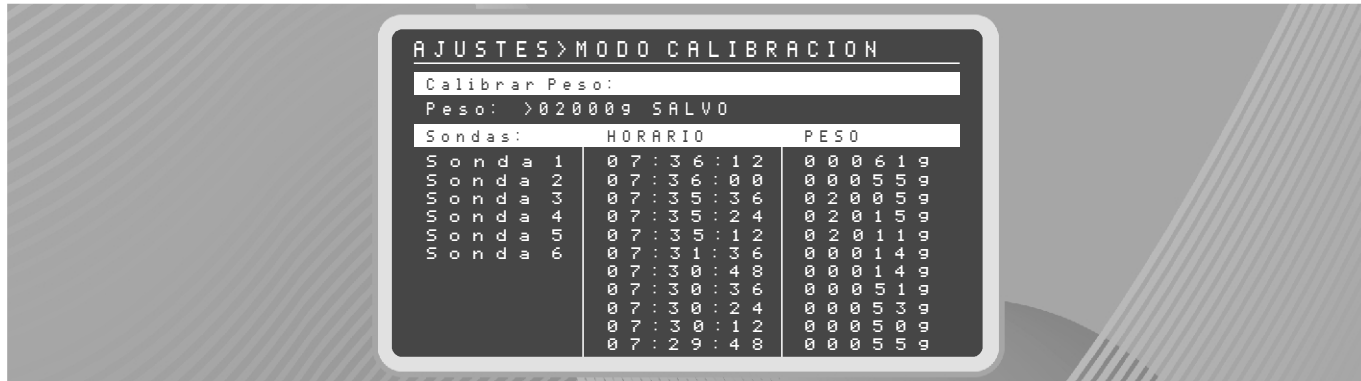 AJUSTES>MODO CALIBRACION
Calibrar Peso:
Peso: >02000g SALVO
Sondas: HORARIO PESO
Sonda 1 07:36:12 00061g
Sonda 2 07:36:00 00055g
Sonda 3 07:35:36 02005g
Sonda 4 07:35:24 02015g
Sonda 5 07:35:12 02011g
Sonda 6 07:31:36 00014g
07:30:48 00014g
07:30:36 00051g
07:30:24 00053g
07:30:12 00050g
07:29:48 00055g